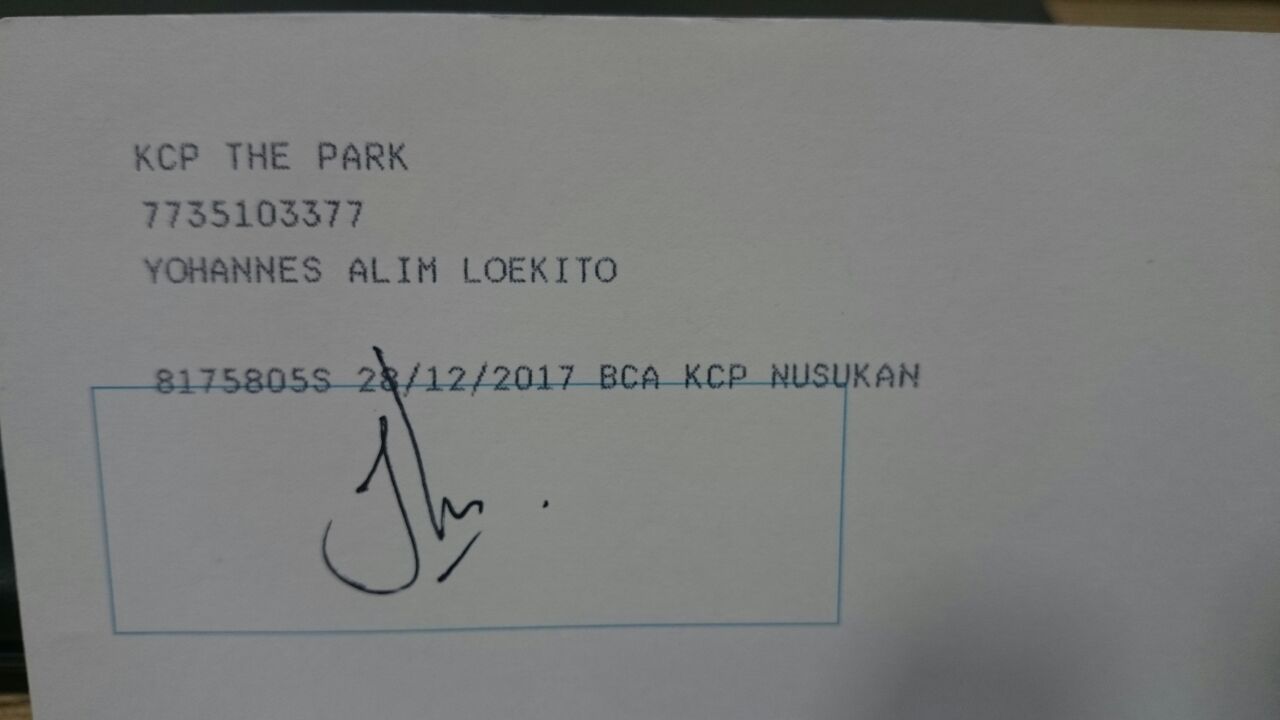 KCP THE PARK
7735103377
YOHANNES ALIM LOEKITO
8175805S 28/12/2017 BCA KCP NUSUKAN